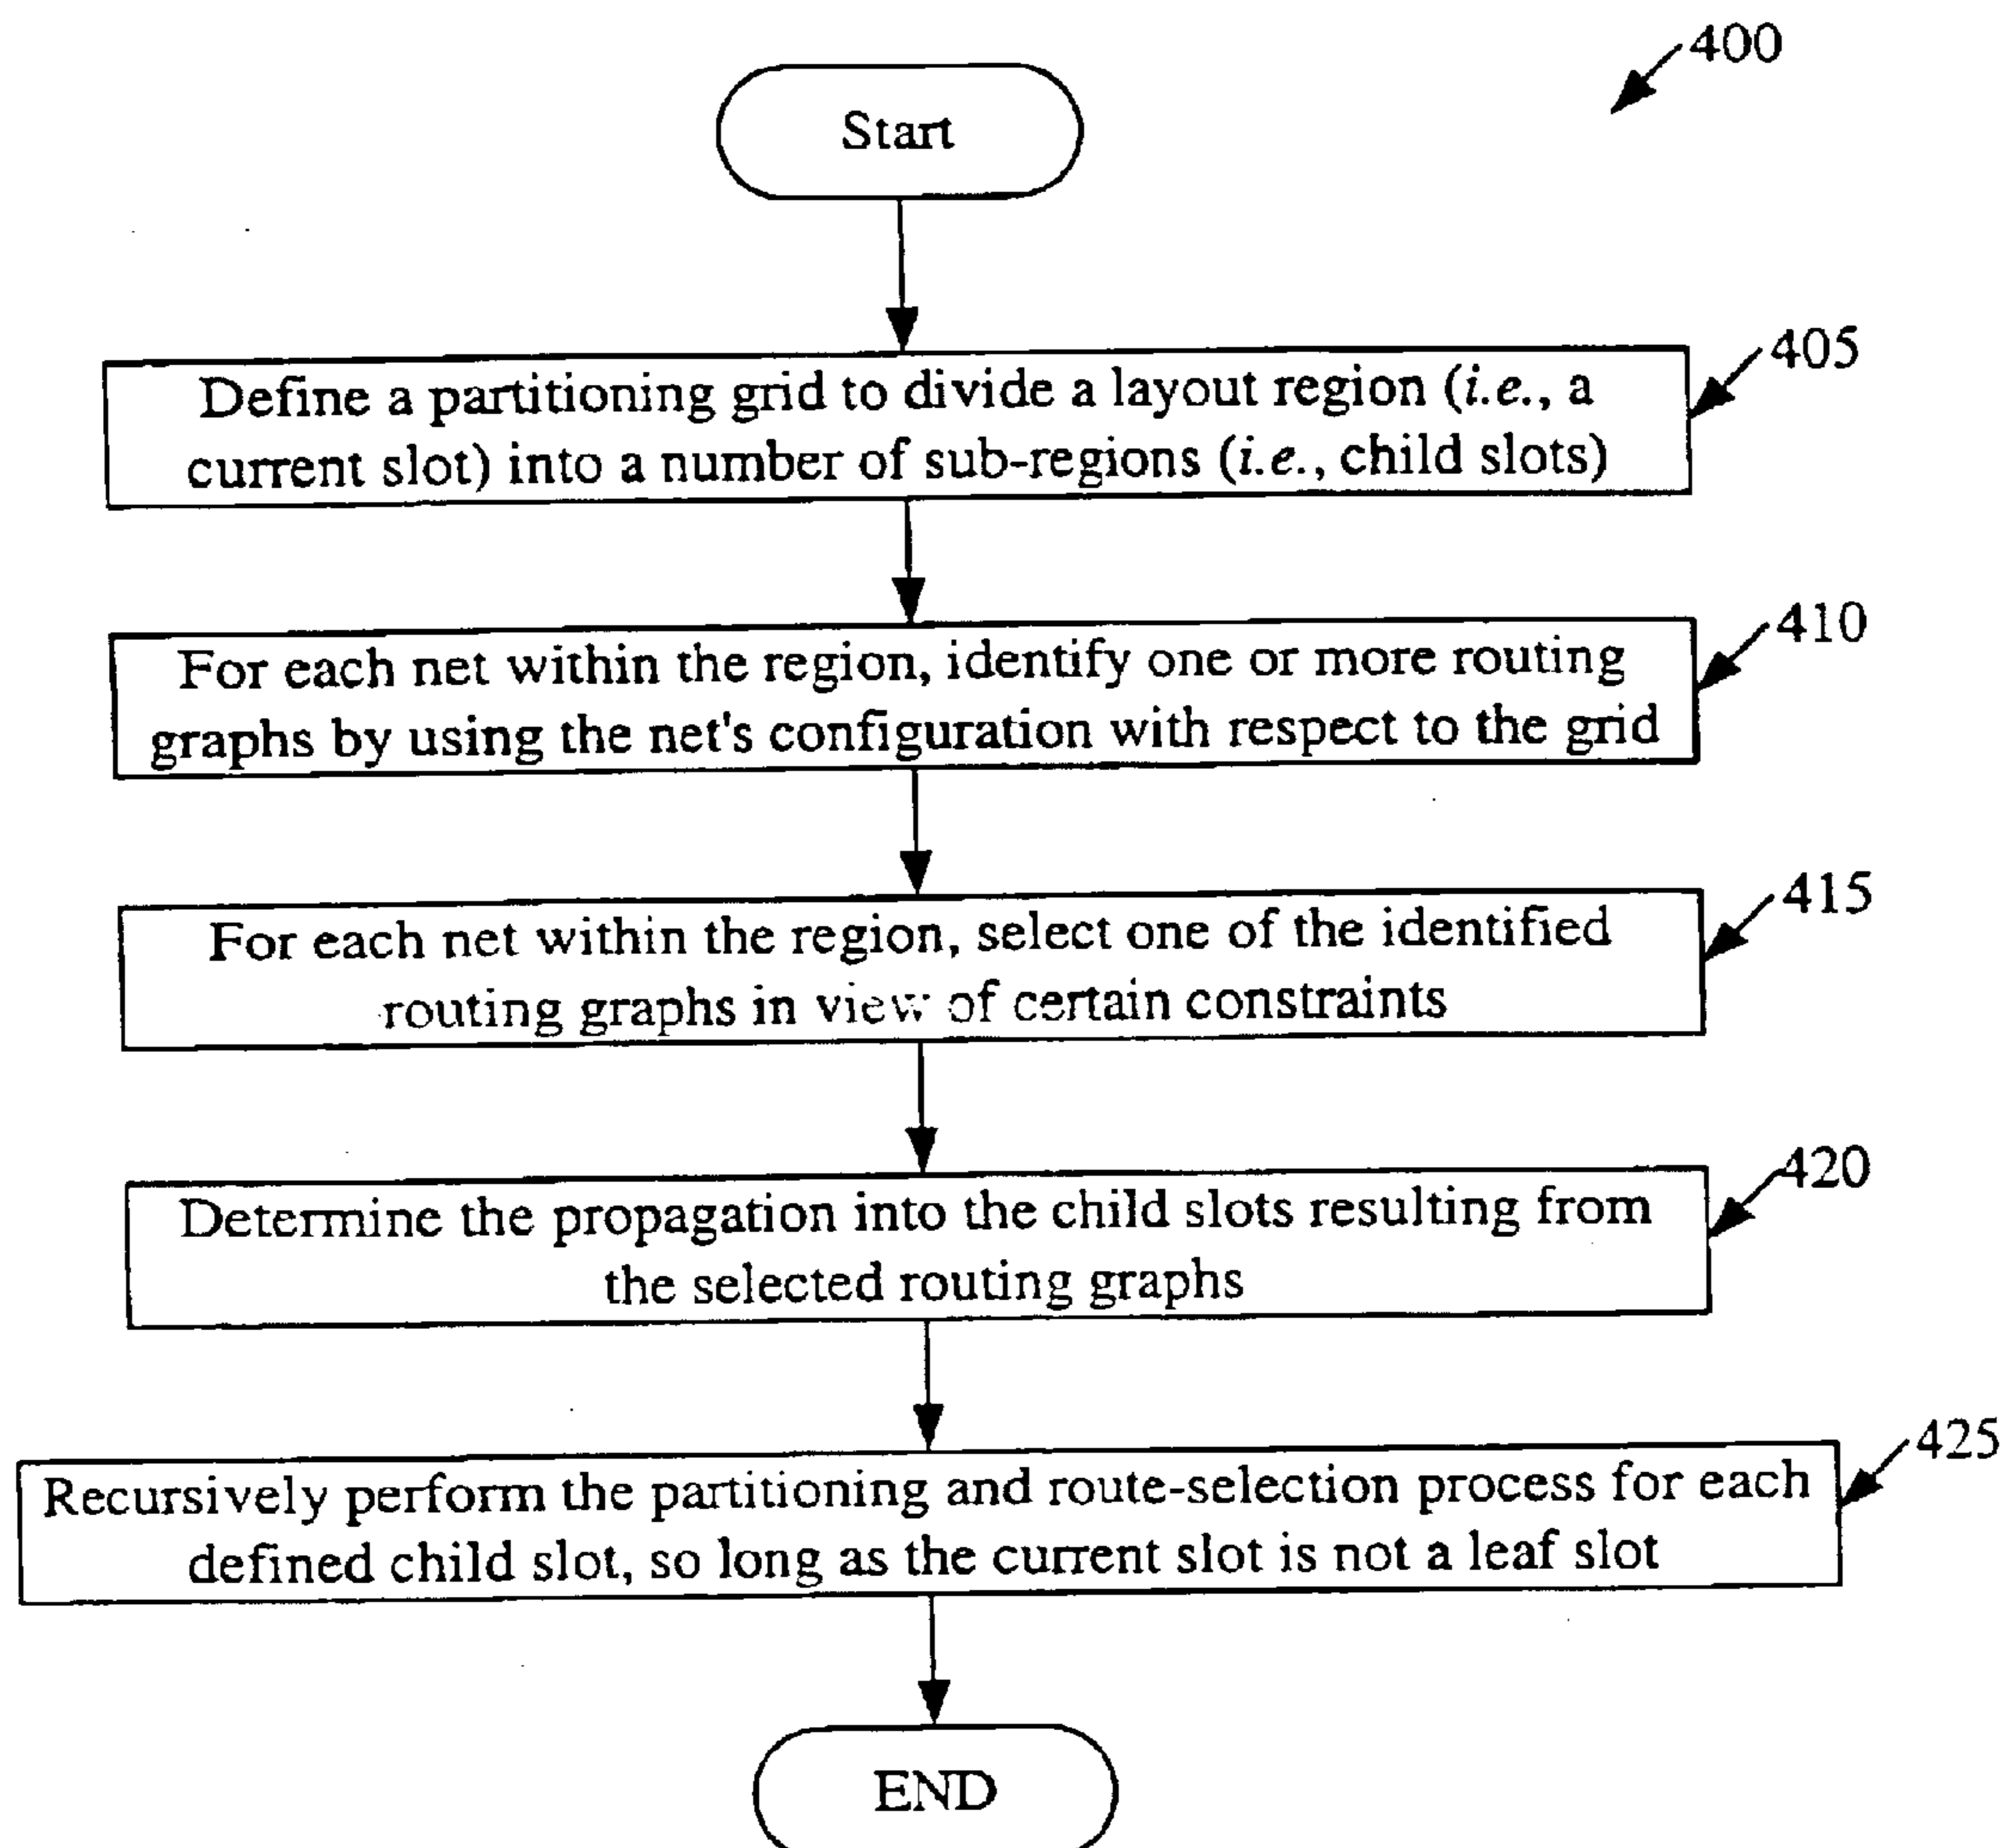 400
Start
405
Define a partitioning grid to divide a layout region (i.e., a
current slot) into a number of sub-regions (i.e., child slots)
410
For each net within the region, identify one or more routing
graphs by using the net's configuration with respect to the grid
415
For each net within the region, select one of the identified
routing graphs in view of certain constraints
420
Determine the propagation into the child slots resulting from
the selected routing graphs
425
Recursively perform the partitioning and route-selection process for each
defined child slot, so long as the current slot is not a leaf slot
END